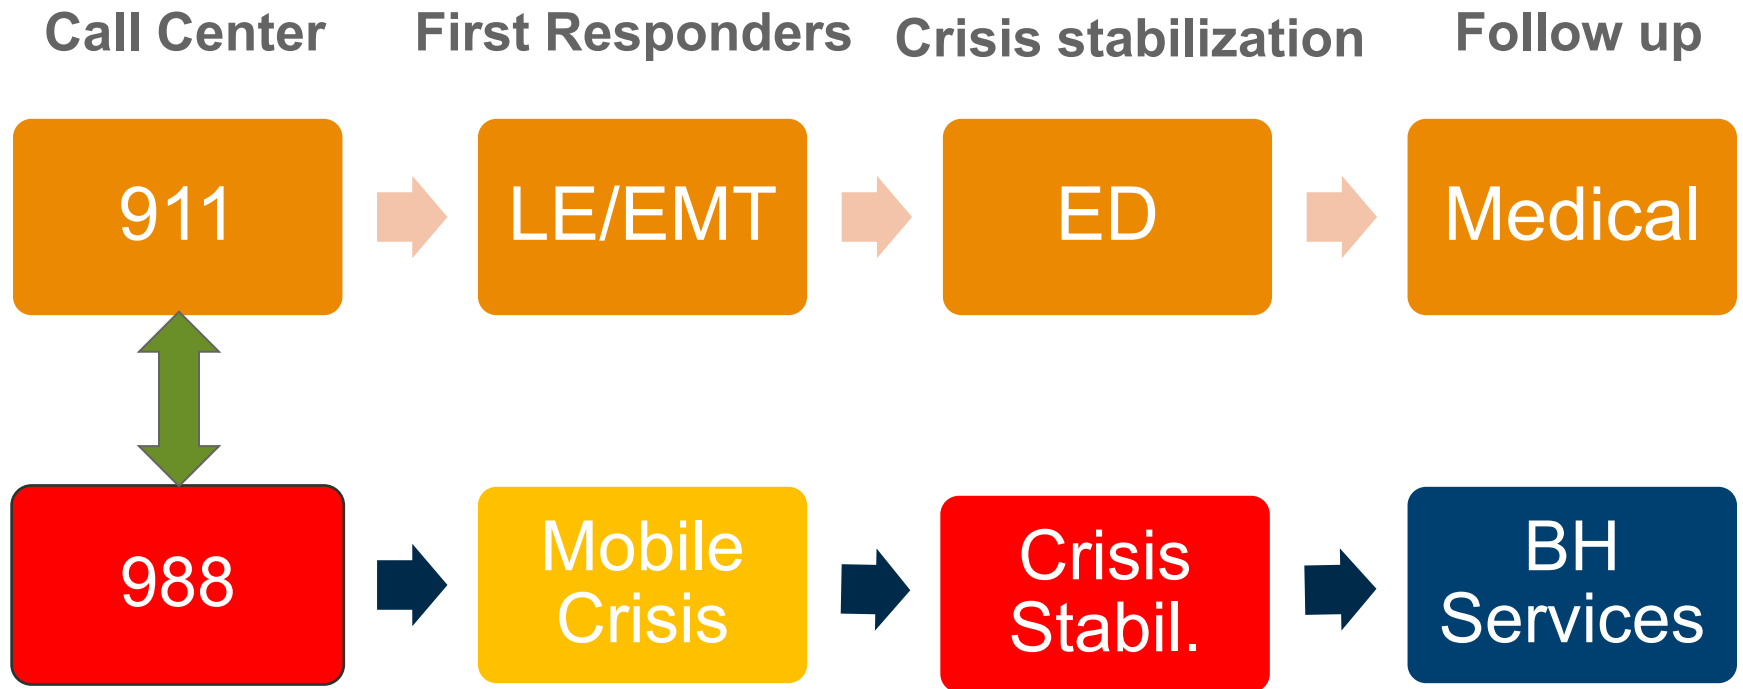 Call Center
First Responders
Crisis stabilization
Follow up
911
LE/EMT
ED
Medical
988
Mobile
Crisis
Crisis
Stabil.
BH
Services